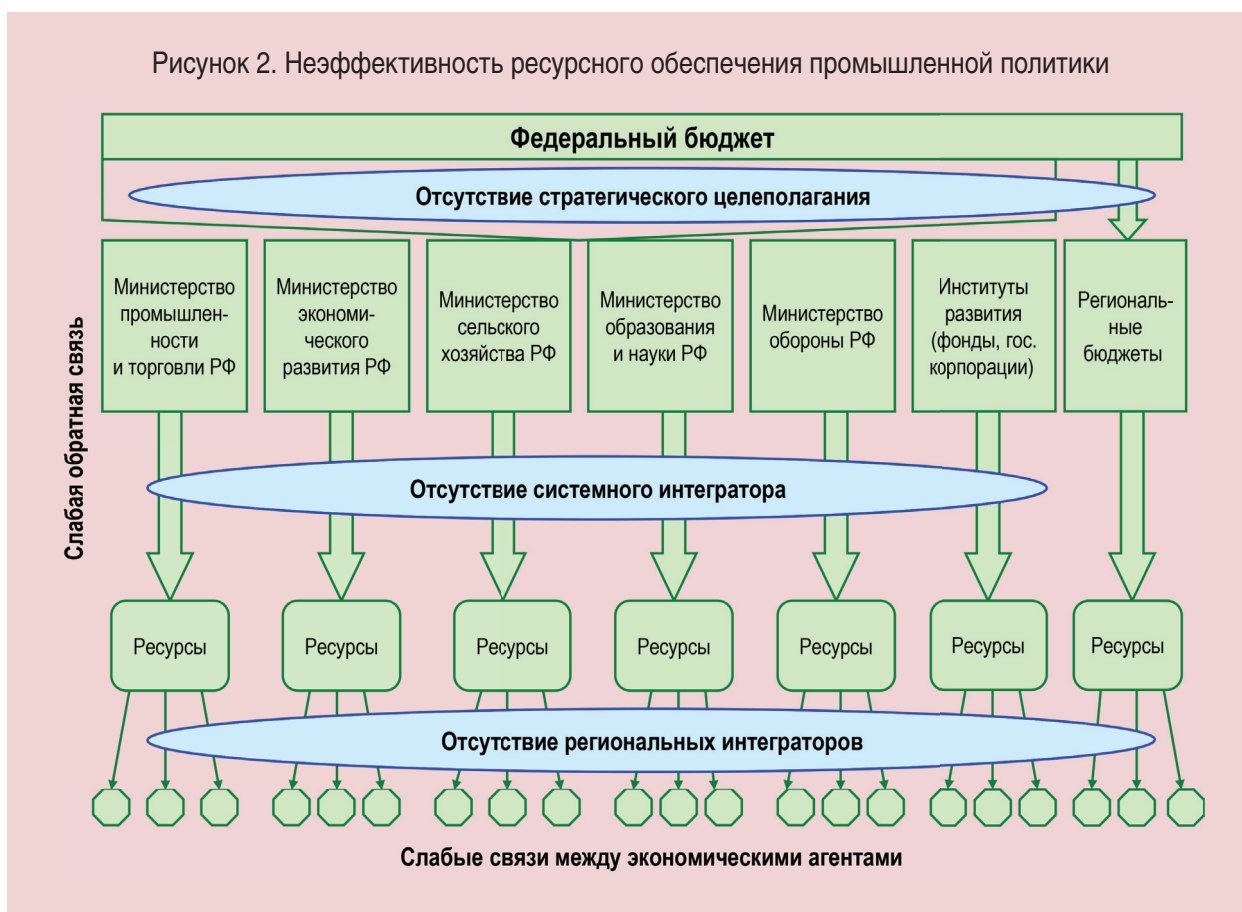 Рисунок 2. Неэффективность ресурсного обеспечения промышленной политики
Федеральный бюджет
Отсутствие стратегического целеполагания
Министерство
промышлен-
ности
и торговли РФ
Министерство
экономи-
ческого
развития РФ
Министерство
сельского
хозяйства РФ
Министерство
образования
и науки РФ
Министерство
обороны РФ
Институты
развития
(фонды, гос.
корпорации)
Региональ-
ные
бюджеты
Слабая обратная связь
Отсутствие системного интегратора
Ресурсы
Ресурсы
Ресурсы
Ресурсы
Ресурсы
Ресурсы
Ресурсы
Отсутствие региональных интеграторов
Слабые связи между экономическими агентами